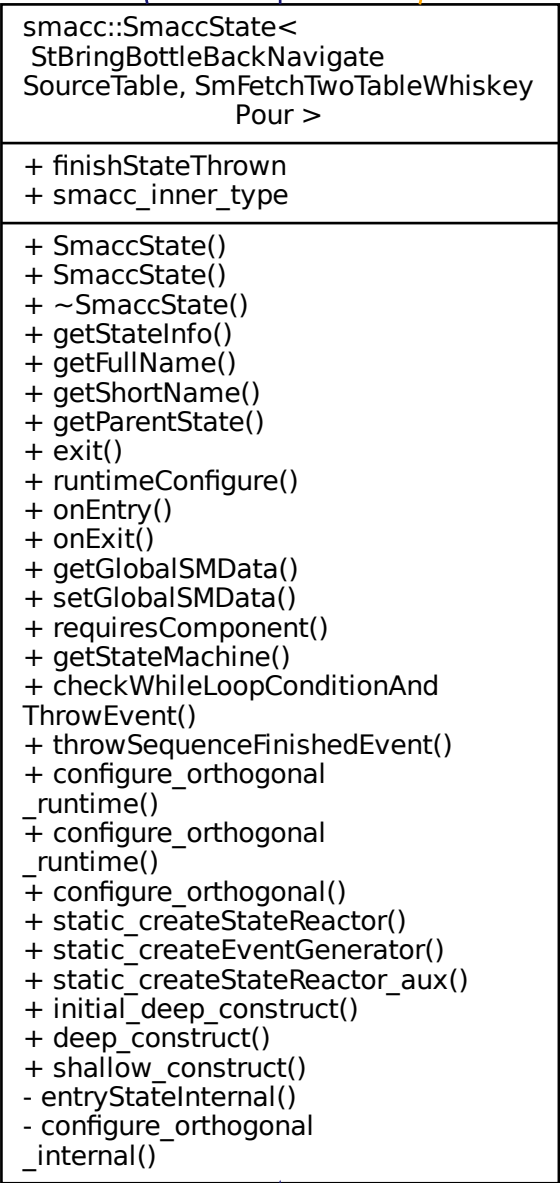 smacc::SmaccState<
StBringBottleBackNavigate
SourceTable, SmFetchTwoTableWhiskey
Pour >
+ finishStateThrown
+ smacc_inner_type
+ SmaccState()
+ SmaccState()
+ ~SmaccState()
+ getStateInfo()
+ getFullName()
+ getShortName()
+ getParentState()
+ exit()
+ runtimeConfigure()
+ onEntry()
+ onExit()
+ getGlobalSMData()
+ setGlobalSMData()
+ requiresComponent()
+ getStateMachine()
+ checkWhileLoopConditionAnd
ThrowEvent()
+ throwSequenceFinishedEvent()
+ configure_orthogonal
_runtime()
+ configure_orthogonal
_runtime()
+ configure_orthogonal()
+ static_createStateReactor()
+ static_createEventGenerator()
+ static_createStateReactor_aux()
+ initial_deep_construct()
+ deep_construct()
+ shallow_construct()
- entryStateInternal()
- configure_orthogonal
_internal()